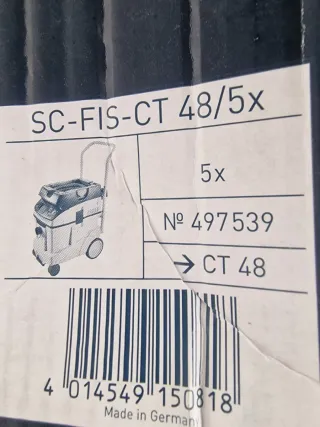 SC-FIS-CT 48/5x
5x
Nº 497539
→ CT 48
4 014549 150818
Made in Germany